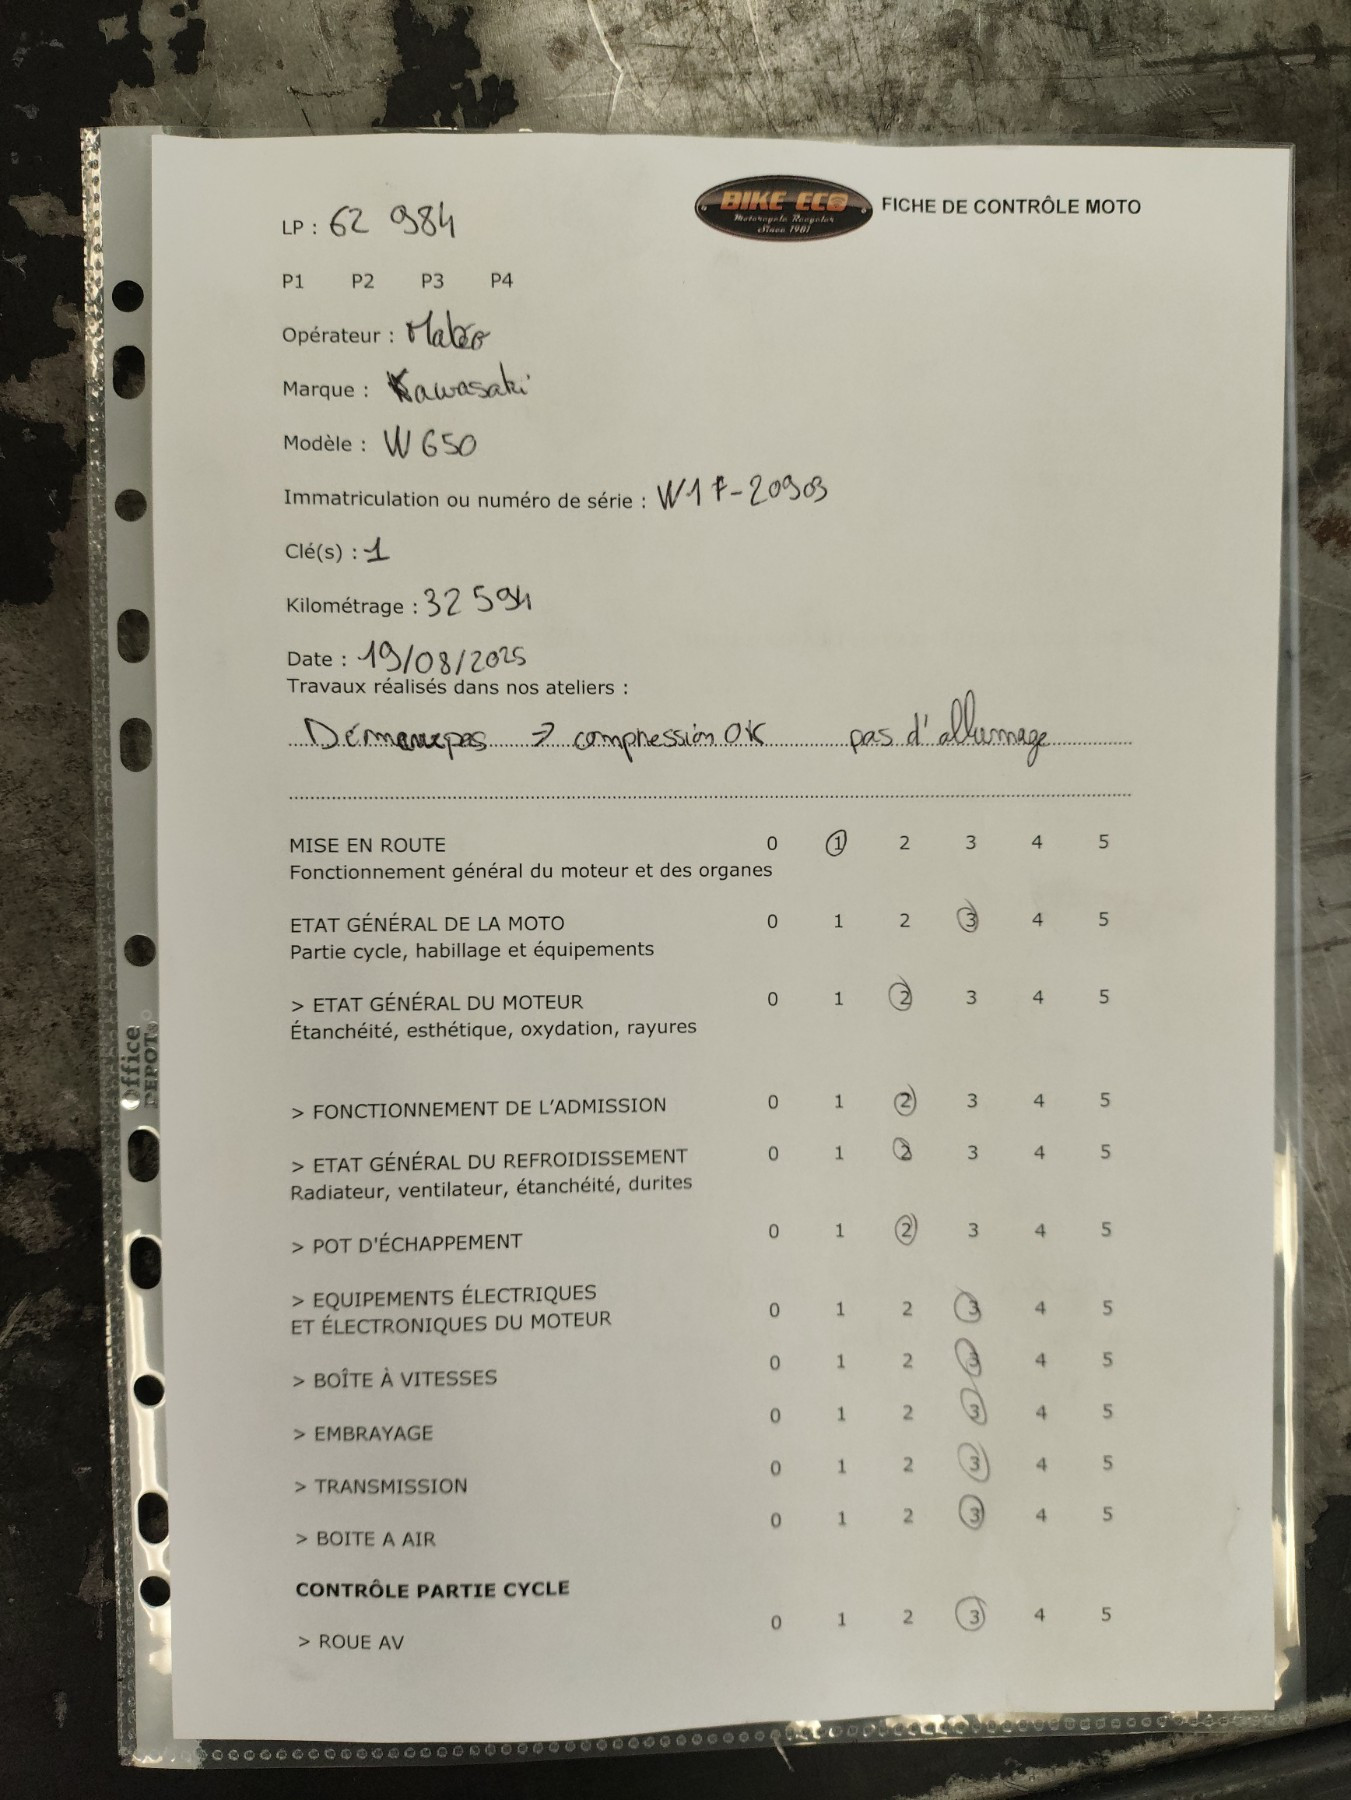 BIKE ECO
Motorcycle Recycler
Since 1981
FICHE DE CONTRÔLE MOTO
LP : 62 984
P1 P2 P3 P4
Opérateur : Matéo
Marque : Kawasaki
Modèle : W650
Immatriculation ou numéro de série : W1F-20903
Clé(s) : 1
Kilométrage : 32 594
Date : 19/08/2025
Travaux réalisés dans nos ateliers :
Démarre pas → compression OK pas d'allumage
MISE EN ROUTE 0 1 2 3 4 5
Fonctionnement général du moteur et des organes
ETAT GÉNÉRAL DE LA MOTO 0 1 2 3 4 5
Partie cycle, habillage et équipements
> ETAT GÉNÉRAL DU MOTEUR 0 1 2 3 4 5
Étanchéité, esthétique, oxydation, rayures
> FONCTIONNEMENT DE L'ADMISSION 0 1 2 3 4 5
> ETAT GÉNÉRAL DU REFROIDISSEMENT 0 1 2 3 4 5
Radiateur, ventilateur, étanchéité, durites
> POT D'ÉCHAPPEMENT 0 1 2 3 4 5
> EQUIPEMENTS ÉLECTRIQUES
ET ÉLECTRONIQUES DU MOTEUR 0 1 2 3 4 5
> BOÎTE À VITESSES 0 1 2 3 4 5
> EMBRAYAGE 0 1 2 3 4 5
> TRANSMISSION 0 1 2 3 4 5
> BOITE A AIR 0 1 2 3 4 5
CONTRÔLE PARTIE CYCLE
> ROUE AV 0 1 2 3 4 5
Office
DEPOT